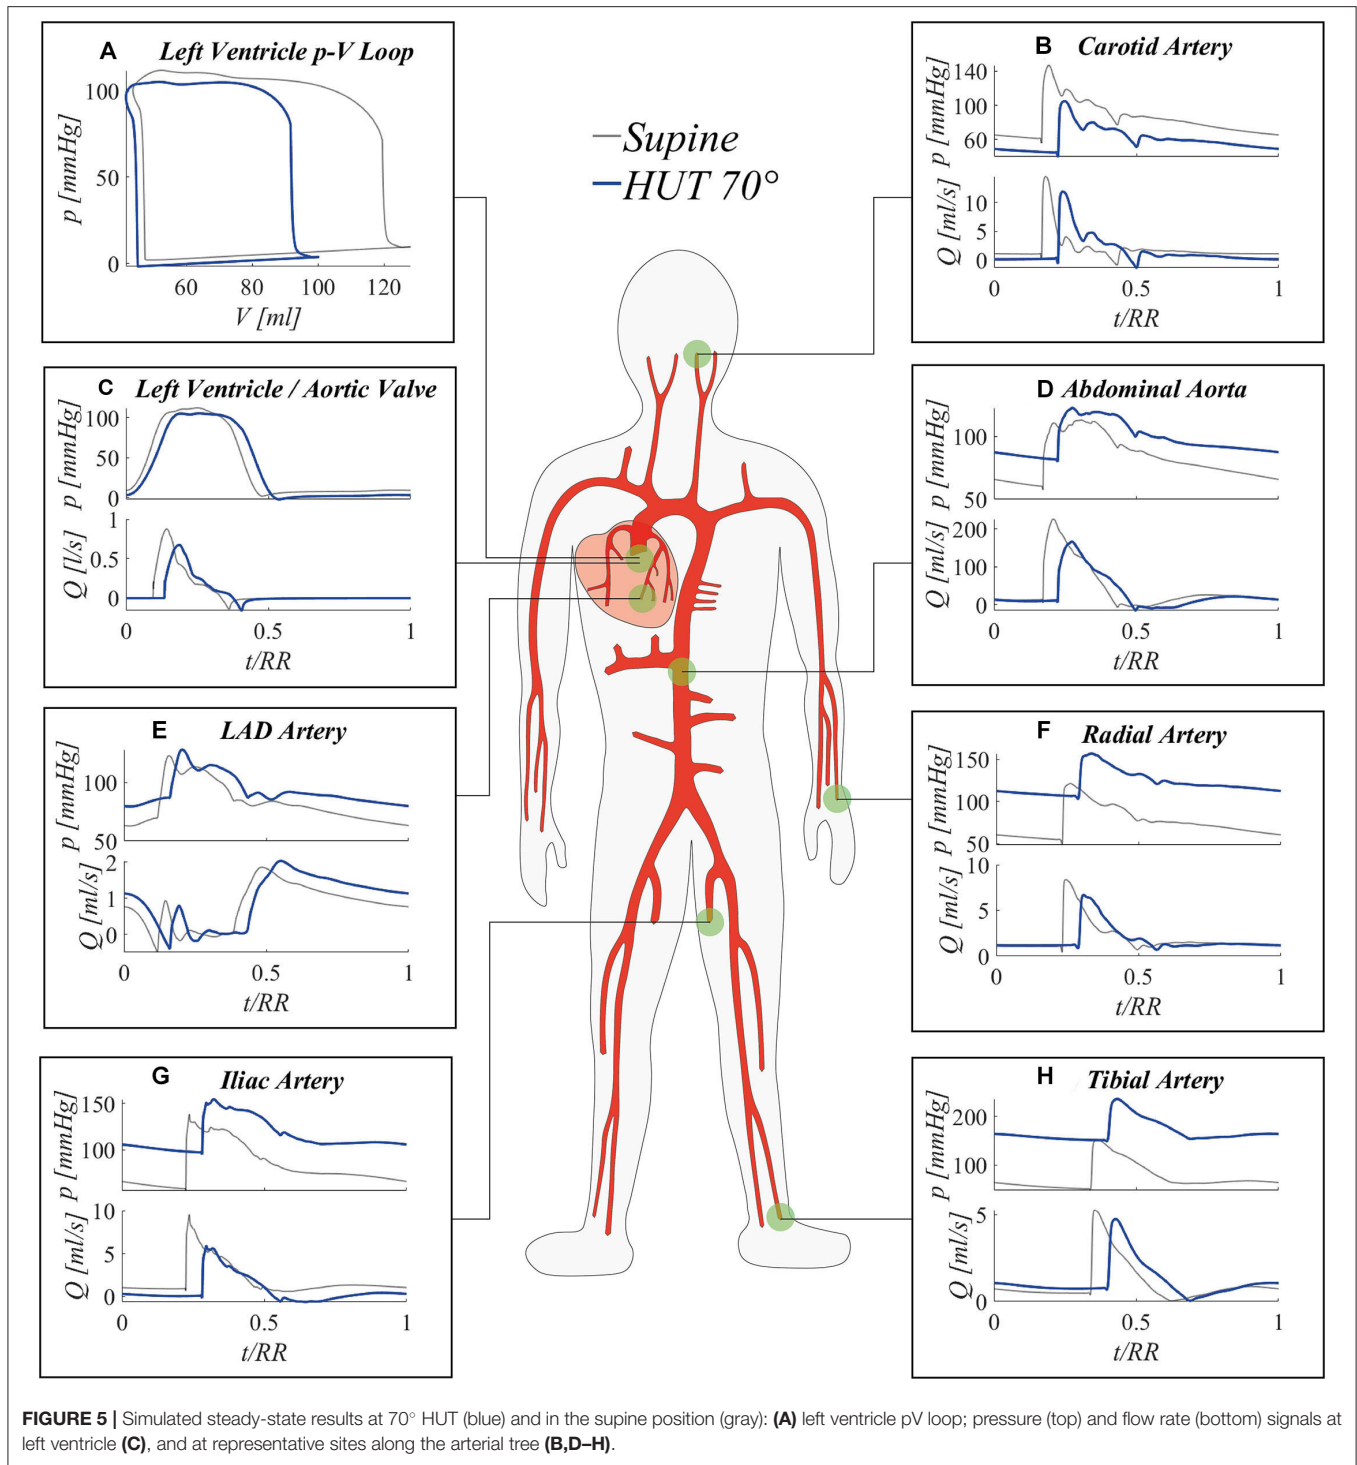 A Left Ventricle p-V Loop
p [mmHg]
100
50
0
60 80 100 120
V [ml]
Supine
HUT 70°
B Carotid Artery
p [mmHg]
140
100
60
Q [ml/s]
10
5
0
0 0.5 1
t/RR
C Left Ventricle / Aortic Valve
p [mmHg]
100
50
0
Q [l/s]
1
0.5
0
0 0.5 1
t/RR
D Abdominal Aorta
p [mmHg]
100
50
Q [ml/s]
200
100
0
0 0.5 1
t/RR
E LAD Artery
p [mmHg]
100
50
Q [ml/s]
2
1
0
0 0.5 1
t/RR
F Radial Artery
p [mmHg]
150
100
50
Q [ml/s]
10
5
0
0 0.5 1
t/RR
G Iliac Artery
p [mmHg]
150
100
Q [ml/s]
10
5
0
0 0.5 1
t/RR
H Tibial Artery
p [mmHg]
200
100
Q [ml/s]
5
0
0 0.5 1
t/RR
FIGURE 5 | Simulated steady-state results at 70° HUT (blue) and in the supine position (gray): (A) left ventricle pV loop; pressure (top) and flow rate (bottom) signals at
left ventricle (C), and at representative sites along the arterial tree (B,D–H).